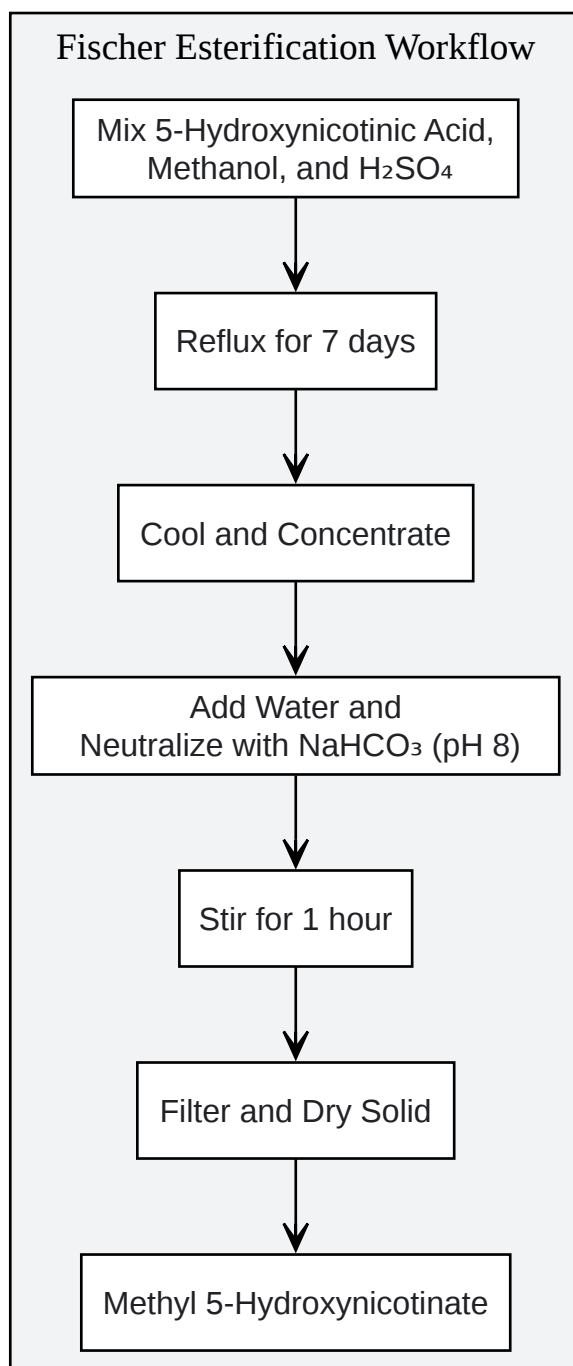 Fischer Esterification Workflow
Mix 5-Hydroxynicotinic Acid,
Methanol, and H₂SO₄
Reflux for 7 days
Cool and Concentrate
Add Water and
Neutralize with NaHCO₃ (pH 8)
Stir for 1 hour
Filter and Dry Solid
Methyl 5-Hydroxynicotinate